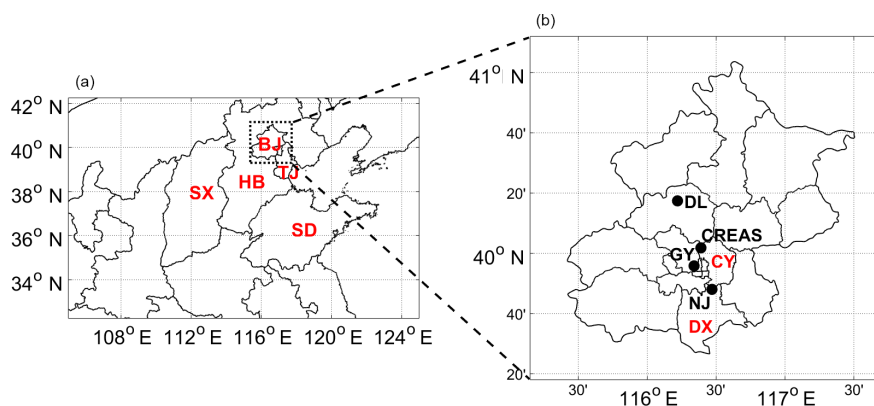 (a)
42° N
40° N
38° N
36° N
34° N
108° E 112° E 116° E 120° E 124° E
BJ
TJ
SX
HB
SD
(b)
41° N
40'
20'
40° N
40'
20'
30' 116° E 30' 117° E 30'
DL
CREAS
GY
CY
NJ
DX